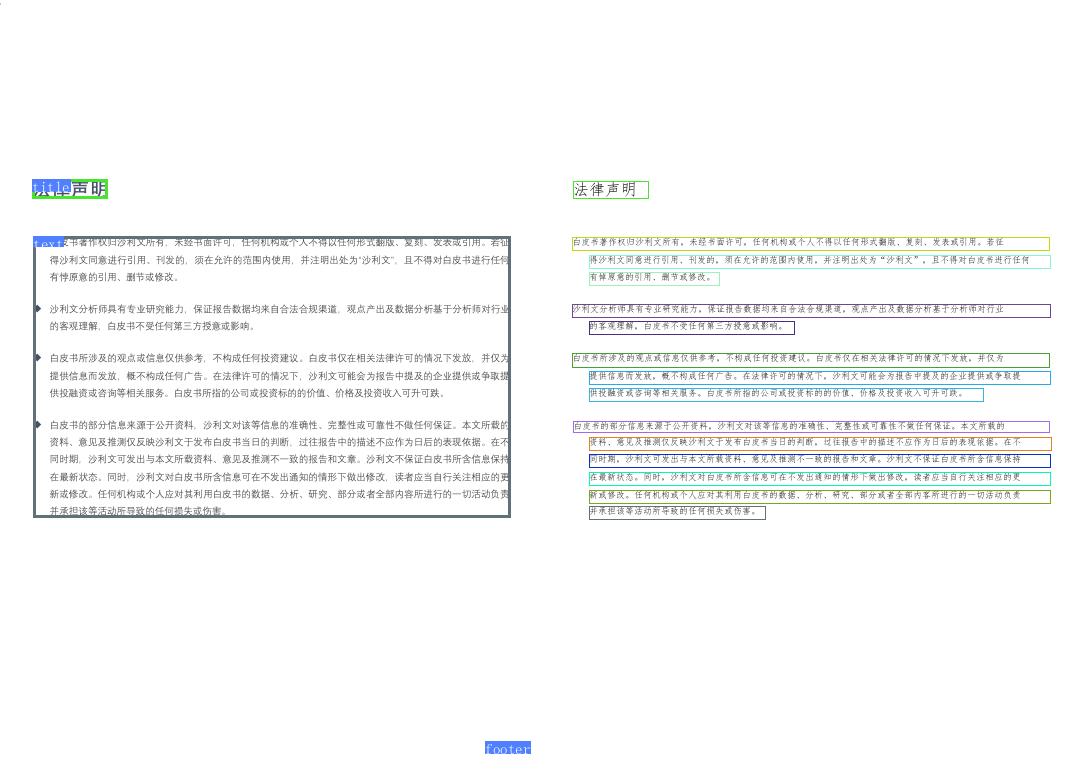 title
法律声明
text
皮书著作权归沙利文所有，未经书面许可，任何机构或个人不得以任何形式翻版、复刻、发表或引用。若征
得沙利文同意进行引用、刊发的，须在允许的范围内使用，并注明出处为“沙利文”，且不得对白皮书进行任何
有悖原意的引用、删节或修改。
沙利文分析师具有专业研究能力，保证报告数据均来自合法合规渠道，观点产出及数据分析基于分析师对行业
的客观理解，白皮书不受任何第三方授意或影响。
白皮书所涉及的观点或信息仅供参考，不构成任何投资建议。白皮书仅在相关法律许可的情况下发放，并仅为
提供信息而发放，概不构成任何广告。在法律许可的情况下，沙利文可能会为报告中提及的企业提供或争取提
供投融资或咨询等相关服务。白皮书所指的公司或投资标的的价值、价格及投资收入可升可跌。
白皮书的部分信息来源于公开资料，沙利文对该等信息的准确性、完整性或可靠性不做任何保证。本文所载的
资料、意见及推测仅反映沙利文于发布白皮书当日的判断，过往报告中的描述不应作为日后的表现依据。在不
同时期，沙利文可发出与本文所载资料、意见及推测不一致的报告和文章。沙利文不保证白皮书所含信息保持
在最新状态。同时，沙利文对白皮书所含信息可在不发出通知的情形下做出修改，读者应当自行关注相应的更
新或修改。任何机构或个人应对其利用白皮书的数据、分析、研究、部分或者全部内容所进行的一切活动负责
并承担该等活动所导致的任何损失或伤害。
footer
法律声明
白皮书著作权归沙利文所有。未经书面许可。任何机构或个人不得以任何形式翻版、复刻、发表或引用。若征
得沙利文同意进行引用、刊发的。须在允许的范围内使用。并注明出处为“沙利文”。且不得对白皮书进行任何
有悖原意的引用、删节或修改。
沙利文分析师具有专业研究能力。保证报告数据均来自合法合规渠道。观点产出及数据分析基于分析师对行业
的客观理解。白皮书不受任何第三方授意或影响。
白皮书所涉及的观点或信息仅供参考。不构成任何投资建议。白皮书仅在相关法律许可的情况下发放。并仅为
提供信息而发放。概不构成任何广告。在法律许可的情况下。沙利文可能会为报告中提及的企业提供或争取提
供投融资或咨询等相关服务。白皮书所指的公司或投资标的的价值、价格及投资收入可升可跌。
白皮书的部分信息来源于公开资料。沙利文对该等信息的准确性、完整性或可靠性不做任何保证。本文所载的
资料、意见及推测仅反映沙利文于发布白皮书当日的判断。过往报告中的描述不应作为日后的表现依据。在不
同时期。沙利文可发出与本文所载资料、意见及推测不一致的报告和文章。沙利文不保证白皮书所含信息保持
在最新状态。同时。沙利文对白皮书所含信息可在不发出通知的情形下做出修改。读者应当自行关注相应的更
新或修改。任何机构或个人应对其利用白皮书的数据、分析、研究、部分或者全部内容所进行的一切活动负责
并承担该等活动所导致的任何损失或伤害。